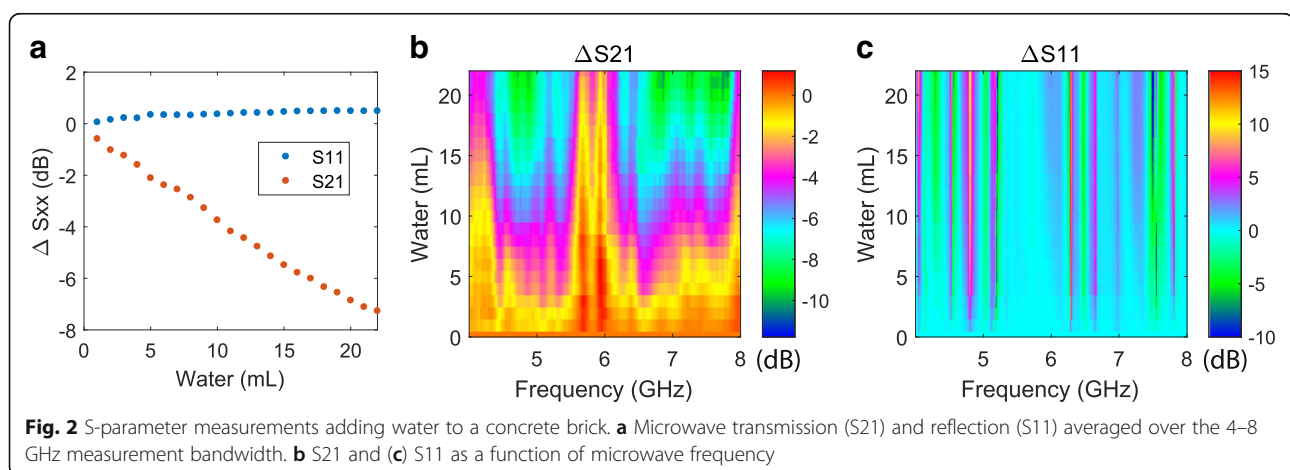 a
2
0
-2
-4
-6
-8
Δ Sxx (dB)
S11
S21
0
5
10
15
20
Water (mL)
b
ΔS21
20
15
10
5
0
Water (mL)
5
6
7
8
Frequency (GHz)
0
-2
-4
-6
-8
-10
(dB)
c
ΔS11
20
15
10
5
0
Water (mL)
5
6
7
8
Frequency (GHz)
15
10
5
0
-5
-10
(dB)
Fig. 2 S-parameter measurements adding water to a concrete brick. a Microwave transmission (S21) and reflection (S11) averaged over the 4–8
GHz measurement bandwidth. b S21 and (c) S11 as a function of microwave frequency